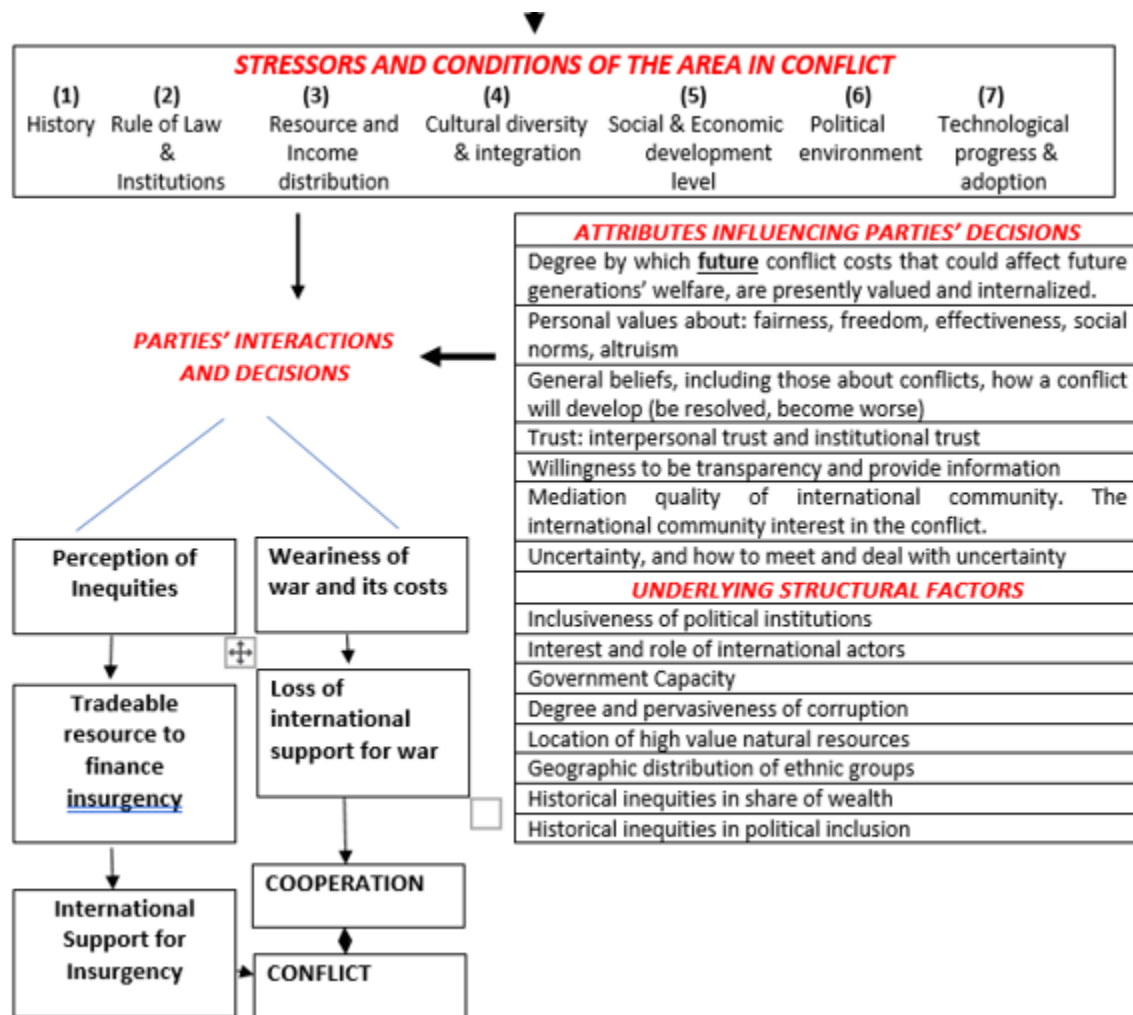 STRESSORS AND CONDITIONS OF THE AREA IN CONFLICT
(1) (2) (3) (4) (5) (6) (7)
History Rule of Law Resource and Cultural diversity Social & Economic Political Technological
& Income & integration development environment progress &
Institutions distribution level adoption
ATTRIBUTES INFLUENCING PARTIES' DECISIONS
Degree by which future conflict costs that could affect future
generations' welfare, are presently valued and internalized.
Personal values about: fairness, freedom, effectiveness, social
norms, altruism
General beliefs, including those about conflicts, how a conflict
will develop (be resolved, become worse)
Trust: interpersonal trust and institutional trust
Willingness to be transparency and provide information
Mediation quality of international community. The
international community interest in the conflict.
Uncertainty, and how to meet and deal with uncertainty
UNDERLYING STRUCTURAL FACTORS
Inclusiveness of political institutions
Interest and role of international actors
Government Capacity
Degree and pervasiveness of corruption
Location of high value natural resources
Geographic distribution of ethnic groups
Historical inequities in share of wealth
Historical inequities in political inclusion
PARTIES' INTERACTIONS
AND DECISIONS
Perception of
Inequities
Tradeable
resource to
finance
insurgency
International
Support for
Insurgency
Weariness of
war and its costs
Loss of
international
support for war
COOPERATION
CONFLICT